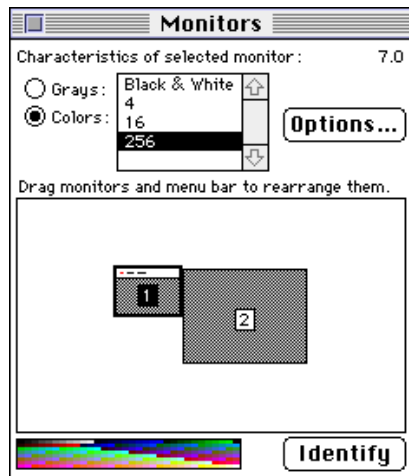 Monitors
Characteristics of selected monitor : 7.0
Grays :
Colors :
Black & White
4
16
256
Options...
Drag monitors and menu bar to rearrange them.
1
2
Identify